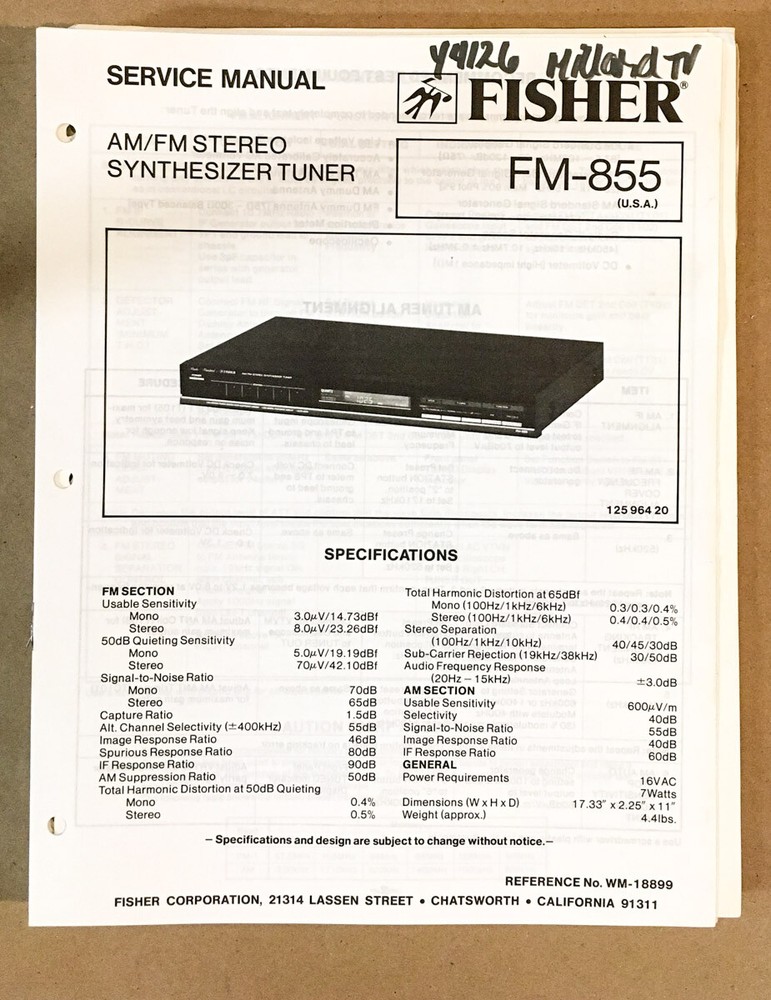 Y4126 Millard TV
SERVICE MANUAL
FISHER®
AM/FM STEREO
SYNTHESIZER TUNER
FM-855
(U.S.A.)
125 964 20
SPECIFICATIONS
FM SECTION
Usable Sensitivity
Mono 3.0μV/14.73dBf
Stereo 8.0μV/23.26dBf
50dB Quieting Sensitivity
Mono 5.0μV/19.19dBf
Stereo 70μV/42.10dBf
Signal-to-Noise Ratio
Mono 70dB
Stereo 65dB
Capture Ratio 1.5dB
Alt. Channel Selectivity (±400kHz) 55dB
Image Response Ratio 46dB
Spurious Response Ratio 80dB
IF Response Ratio 90dB
AM Suppression Ratio 50dB
Total Harmonic Distortion at 50dB Quieting
Mono 0.4%
Stereo 0.5%
Total Harmonic Distortion at 65dBf
Mono (100Hz/1kHz/6kHz) 0.3/0.3/0.4%
Stereo (100Hz/1kHz/6kHz) 0.4/0.4/0.5%
Stereo Separation
(100Hz/1kHz/10kHz) 40/45/30dB
Sub-Carrier Rejection (19kHz/38kHz) 30/50dB
Audio Frequency Response
(20Hz – 15kHz) ±3.0dB
AM SECTION
Usable Sensitivity 600μV/m
Selectivity 40dB
Signal-to-Noise Ratio 55dB
Image Response Ratio 40dB
IF Response Ratio 60dB
GENERAL
Power Requirements 16VAC
7Watts
Dimensions (W x H x D) 17.33" x 2.25" x 11"
Weight (approx.) 4.4lbs.
– Specifications and design are subject to change without notice.–
REFERENCE No. WM-18899
FISHER CORPORATION, 21314 LASSEN STREET • CHATSWORTH • CALIFORNIA 91311